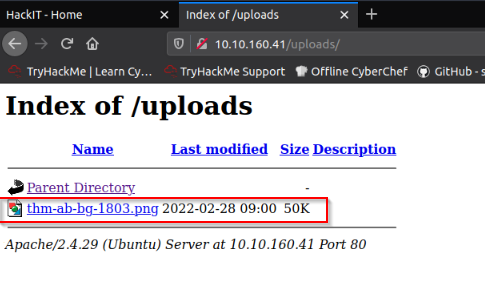 HackIT - Home
Index of /uploads
10.10.160.41/uploads/
TryHackMe | Learn Cy... TryHackMe Support Offline CyberChef GitHub - s
Index of /uploads
Name Last modified Size Description
Parent Directory -
thm-ab-bg-1803.png 2022-02-28 09:00 50K
Apache/2.4.29 (Ubuntu) Server at 10.10.160.41 Port 80